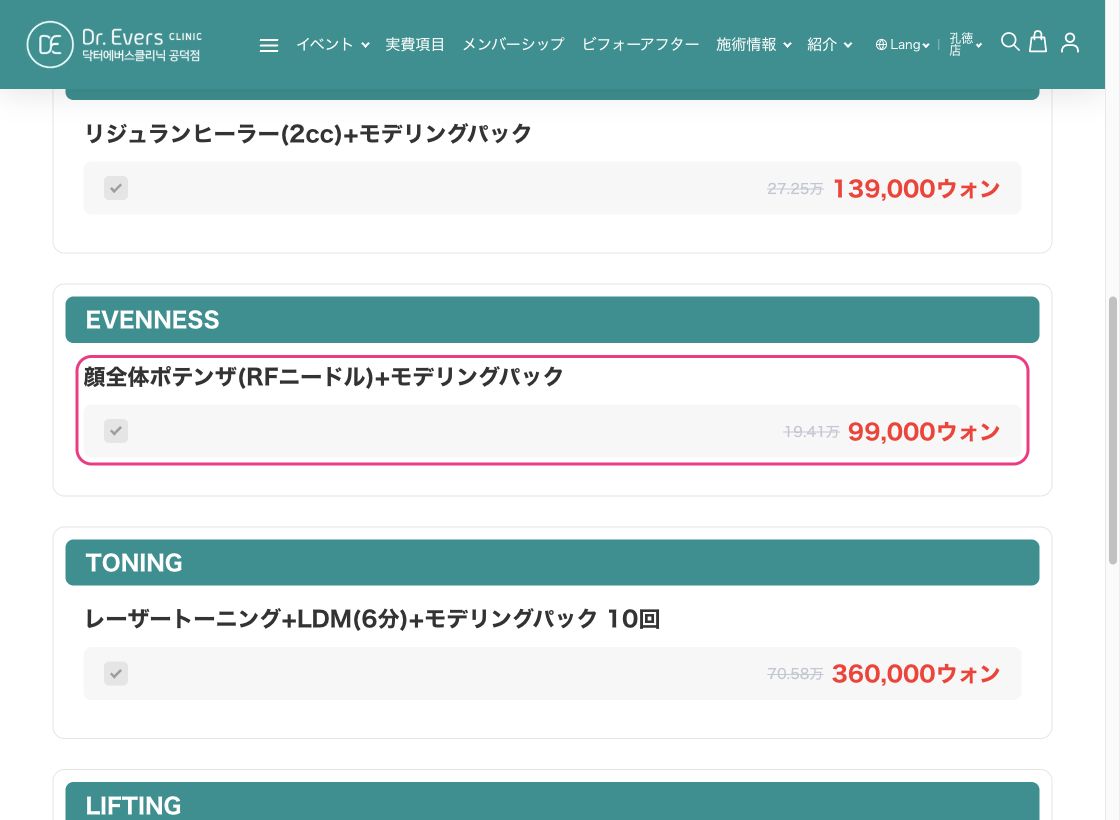 Dr. Evers CLINIC
닥터에버스클리닉 공덕점
イベント 実費項目 メンバーシップ ビフォーアフター 施術情報 紹介 Lang | 孔徳店
リジュランヒーラー(2cc)+モデリングパック
27.25万 139,000ウォン
EVENNESS
顔全体ポテンザ(RFニードル)+モデリングパック
19.41万 99,000ウォン
TONING
レーザートーニング+LDM(6分)+モデリングパック 10回
70.58万 360,000ウォン
LIFTING